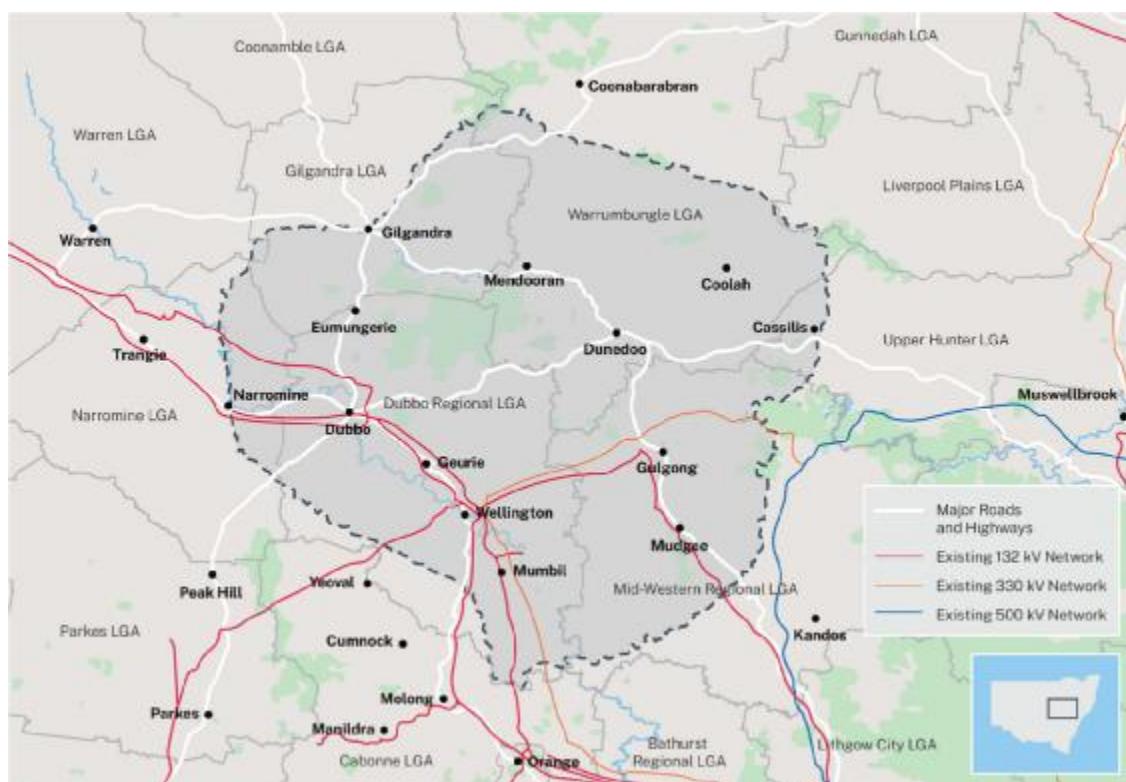 Coonamble LGA
Gunnedah LGA
Coonabarabran
Warren LGA
Gilgandra LGA
Liverpool Plains LGA
Warrumbungle LGA
Warren
Gilgandra
Mendooran
Coolah
Eumungerie
Cassilis
Trangie
Dunedoo
Upper Hunter LGA
Narromine
Dubbo Regional LGA
Muswellbrook
Narromine LGA
Dubbo
Geurie
Gulgong
Wellington
Major Roads
and Highways
Mudgee
Existing 132 kV Network
Mumbil
Yeoval
Peak Hill
Mid-Western Regional LGA
Existing 330 kV Network
Existing 500 kV Network
Parkes LGA
Kandos
Cumnock
Molong
Parkes
Manildra
Bathurst
Regional LGA
Lithgow City LGA
Cabonne LGA
Orange